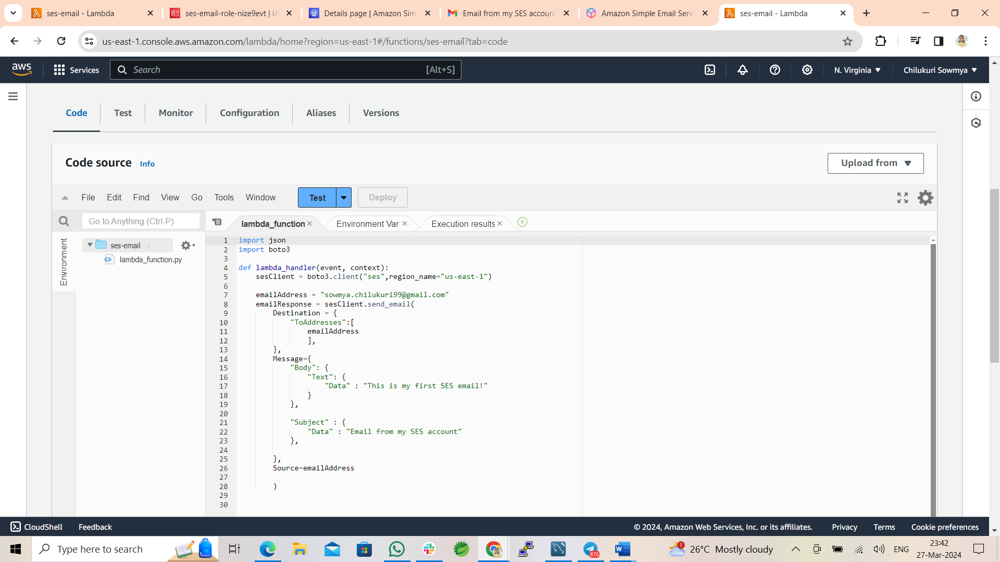 ses-email - Lambda
ses-email-role-nize9evt | IA
Details page | Amazon Sim
Email from my SES account
Amazon Simple Email Servi
ses-email - Lambda
us-east-1.console.aws.amazon.com/lambda/home?region=us-east-1#/functions/ses-email?tab=code
aws
Services
Search
[Alt+S]
N. Virginia
Chilukuri Sowmya
Code
Test
Monitor
Configuration
Aliases
Versions
Code source
Info
Upload from
File
Edit
Find
View
Go
Tools
Window
Test
Deploy
Go to Anything (Ctrl-P)
lambda_function
Environment Var
Execution results
Environment
ses-email - /
lambda_function.py
1 import json
2 import boto3
3
4 def lambda_handler(event, context):
5 sesClient = boto3.client("ses",region_name="us-east-1")
6
7 emailAddress = "sowmya.chilukuri99@gmail.com"
8 emailResponse = sesClient.send_email(
9 Destination = {
10 "ToAddresses":[
11 emailAddress
12 ],
13 },
14 Message={
15 "Body": {
16 "Text": {
17 "Data" : "This is my first SES email!"
18 }
19 },
20
21 "Subject" : {
22 "Data" : "Email from my SES account"
23 },
24
25 },
26 Source=emailAddress
27
28 )
29
30
CloudShell
Feedback
© 2024, Amazon Web Services, Inc. or its affiliates.
Privacy
Terms
Cookie preferences
Type here to search
876
1
26°C Mostly cloudy
ENG
23:42
27-Mar-2024